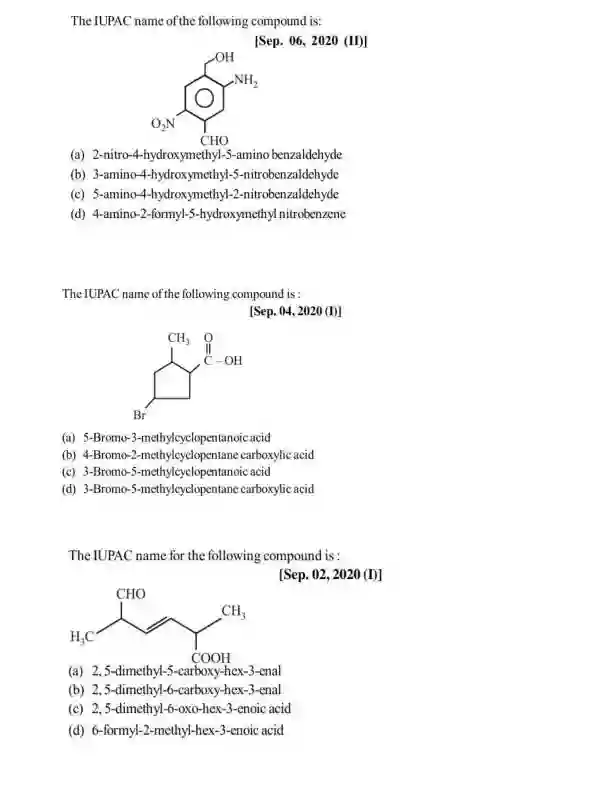 The IUPAC name of the following compound is:
[Sep. 06, 2020 (II)]
OH
NH2
O2N
CHO
(a) 2-nitro-4-hydroxymethyl-5-amino benzaldehyde
(b) 3-amino-4-hydroxymethyl-5-nitrobenzaldehyde
(c) 5-amino-4-hydroxymethyl-2-nitrobenzaldehyde
(d) 4-amino-2-formyl-5-hydroxymethyl nitrobenzene
The IUPAC name of the following compound is :
[Sep. 04, 2020 (I)]
CH3 O
C – OH
Br
(a) 5-Bromo-3-methylcyclopentanoic acid
(b) 4-Bromo-2-methylcyclopentane carboxylic acid
(c) 3-Bromo-5-methylcyclopentanoic acid
(d) 3-Bromo-5-methylcyclopentane carboxylic acid
The IUPAC name for the following compound is :
[Sep. 02, 2020 (I)]
CHO
CH3
H3C
COOH
(a) 2, 5-dimethyl-5-carboxy-hex-3-enal
(b) 2, 5-dimethyl-6-carboxy-hex-3-enal
(c) 2, 5-dimethyl-6-oxo-hex-3-enoic acid
(d) 6-formyl-2-methyl-hex-3-enoic acid